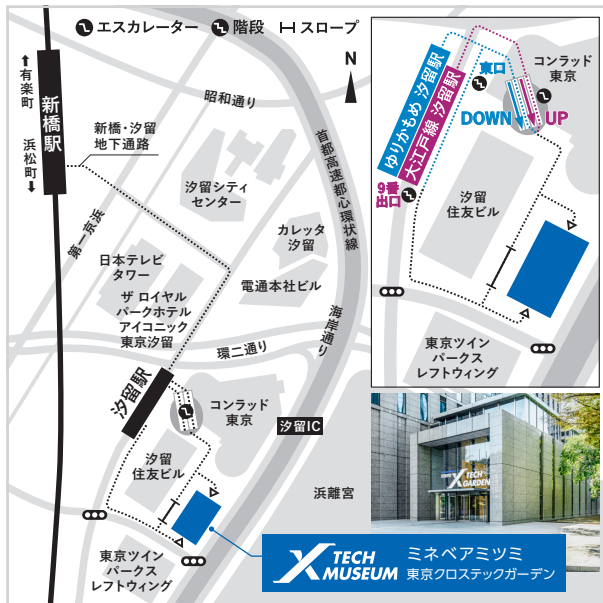 エスカレーター 階段 スロープ
N
↑有楽町
新橋駅
浜松町↓
新橋・汐留
地下通路
昭和通り
首都高速都心環状線
第一京浜
汐留シティ
センター
カレッタ
汐留
日本テレビ
タワー
電通本社ビル
ザ ロイヤル
パークホテル
アイコニック
東京汐留
海岸通り
環二通り
汐留駅
コンラッド
東京
汐留IC
汐留
住友ビル
浜離宮
東京ツイン
パークス
レフトウィング
コンラッド
東京
東口
ゆりかもめ 汐留駅
大江戸線 汐留駅
DOWN UP
9番
出口
汐留
住友ビル
東京ツイン
パークス
レフトウィング
X TECH
GARDEN
X TECH
MUSEUM
ミネベアミツミ
東京クロステックガーデン